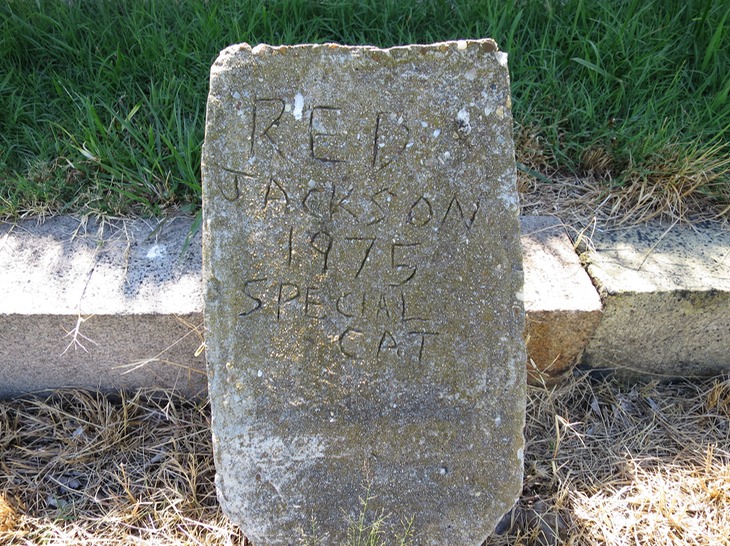 RED
JACKSON
1975
SPECIAL
CAT